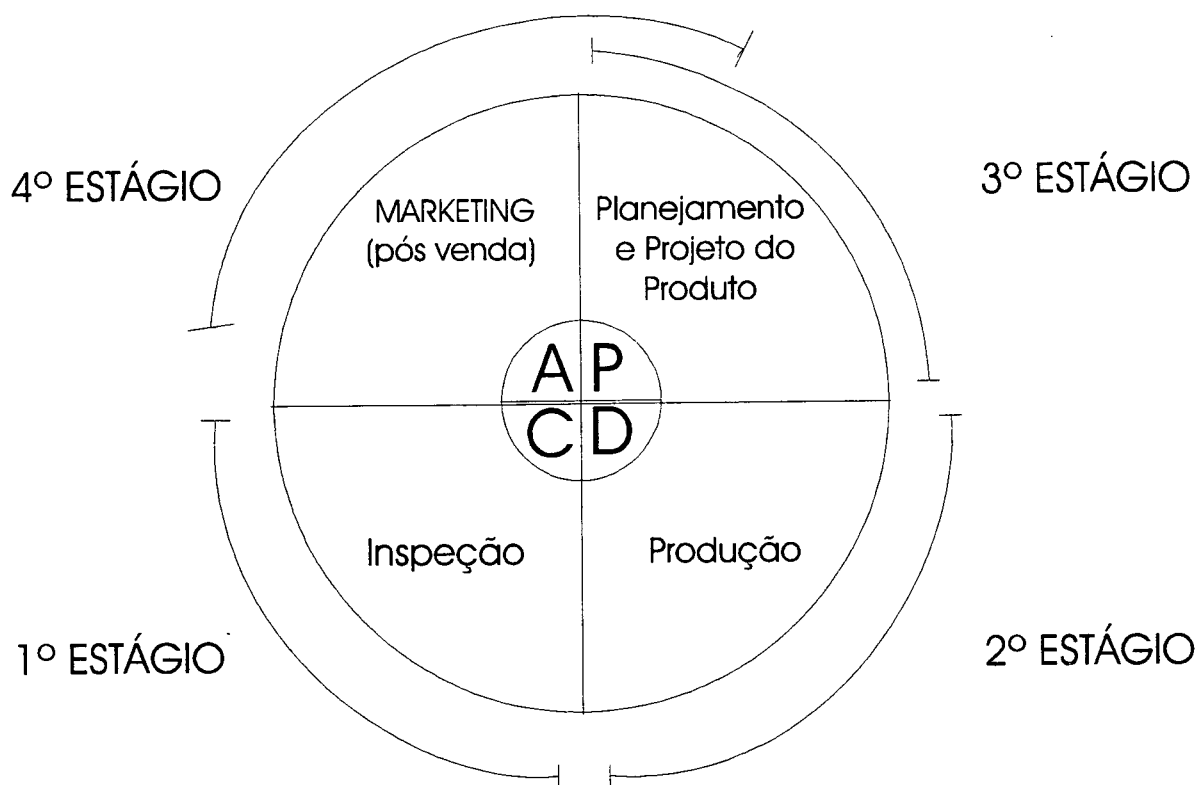 4º ESTÁGIO
3º ESTÁGIO
MARKETING
(pós venda)
Planejamento
e Projeto do
Produto
A P
C D
Inspeção
Produção
1º ESTÁGIO
2º ESTÁGIO